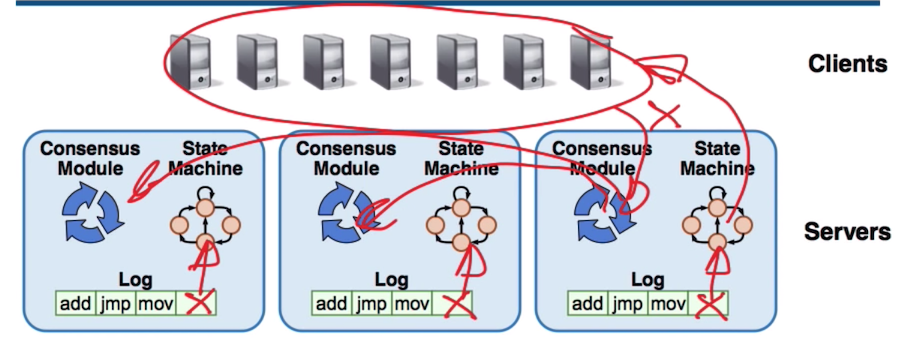 Clients
Consensus Module
State Machine
Consensus Module
State Machine
Consensus Module
State Machine
Servers
Log
add jmp mov X
Log
add jmp mov X
Log
add jmp mov X
X